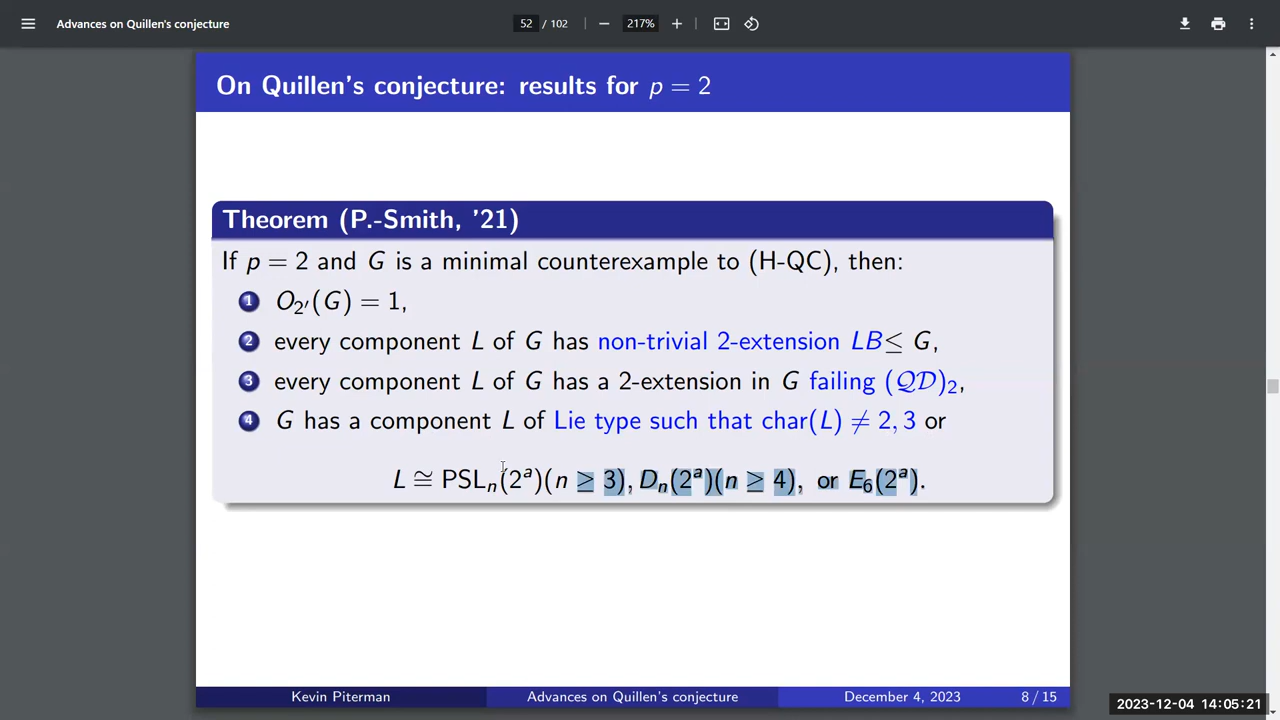 Advances on Quillen's conjecture
52 / 102
217%
On Quillen's conjecture: results for p = 2
Theorem (P.-Smith, '21)
If p = 2 and G is a minimal counterexample to (H-QC), then:
1 O₂′(G) = 1,
2 every component L of G has non-trivial 2-extension LB≤ G,
3 every component L of G has a 2-extension in G failing (𝒬𝒟)₂,
4 G has a component L of Lie type such that char(L) ≠ 2, 3 or
L ≅ PSLₙ(2ᵃ)(n ≥ 3), Dₙ(2ᵃ)(n ≥ 4), or E₆(2ᵃ).
Kevin Piterman Advances on Quillen's conjecture December 4, 2023 8 / 15
2023-12-04 14:05:21